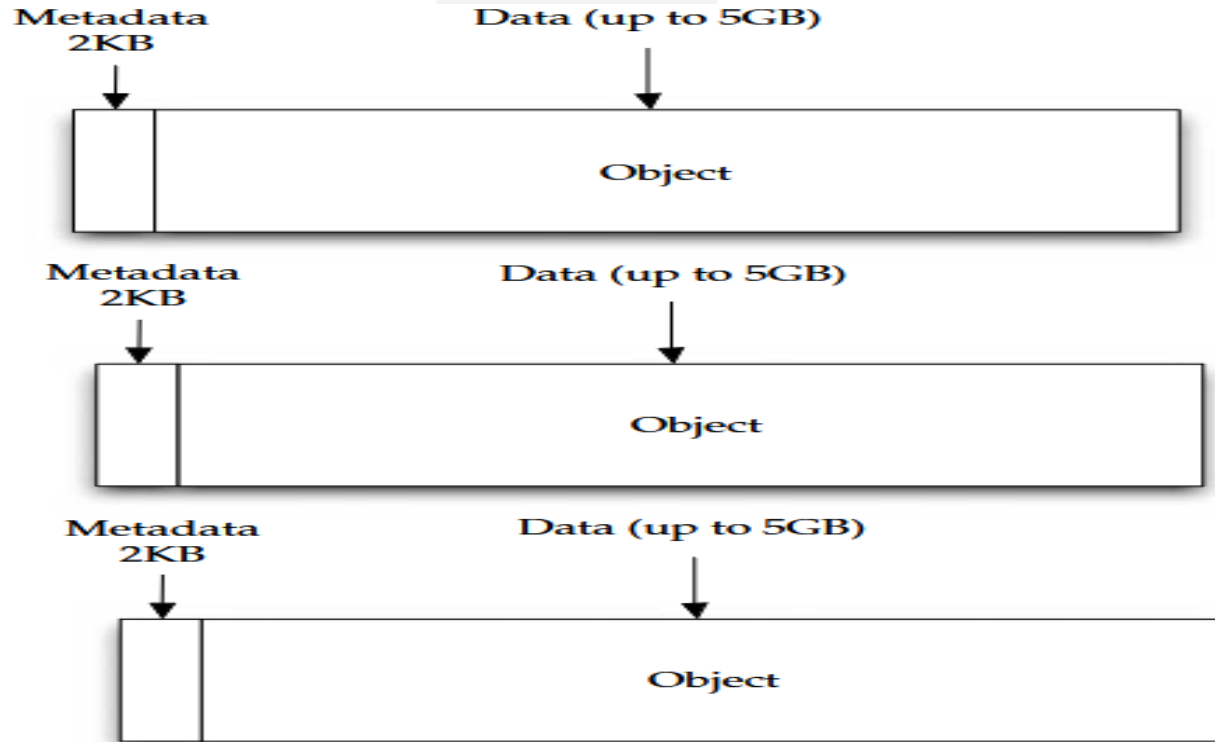 Metadata Data (up to 5GB)
2KB
Object
Metadata Data (up to 5GB)
2KB
Object
Metadata Data (up to 5GB)
2KB
Object